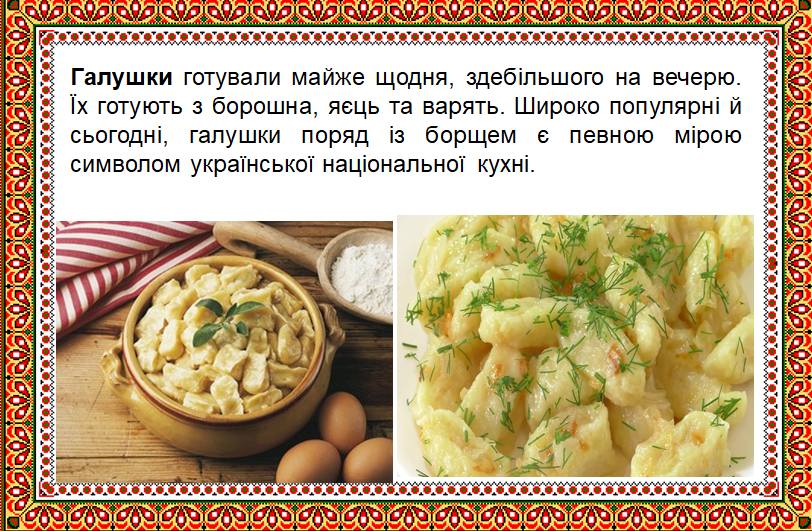 Галушки готували майже щодня, здебільшого на вечерю.
Їх готують з борошна, яєць та варять. Широко популярні й
сьогодні, галушки поряд із борщем є певною мірою
символом української національної кухні.